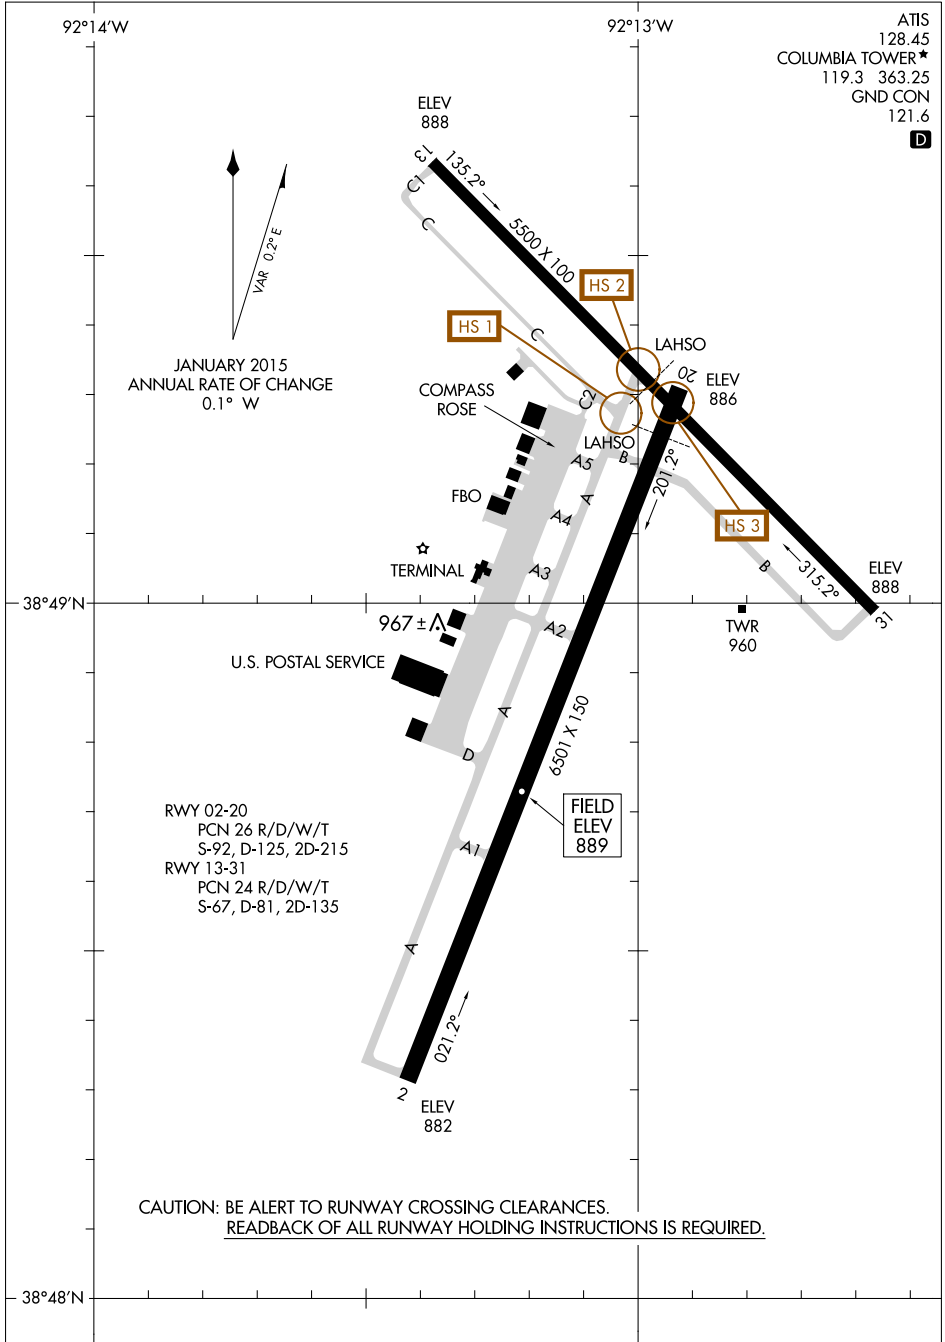 92°14'W
92°13'W
ATIS
128.45
COLUMBIA TOWER★
119.3 363.25
GND CON
121.6
D
ELEV
888
13
135.2°
C1
C
5500 X 100
VAR 0.2° E
HS 2
HS 1
C
LAHSO
20
ELEV
886
JANUARY 2015
ANNUAL RATE OF CHANGE
0.1° W
COMPASS
ROSE
C2
LAHSO
A5
B
201.2°
FBO
A
A4
HS 3
TERMINAL
A3
B
315.2°
ELEV
888
38°49'N
31
967 ±
A2
TWR
960
U.S. POSTAL SERVICE
A
6501 X 150
D
FIELD
ELEV
889
RWY 02-20
PCN 26 R/D/W/T
S-92, D-125, 2D-215
RWY 13-31
PCN 24 R/D/W/T
S-67, D-81, 2D-135
A1
A
021.2°
2
ELEV
882
CAUTION: BE ALERT TO RUNWAY CROSSING CLEARANCES.
READBACK OF ALL RUNWAY HOLDING INSTRUCTIONS IS REQUIRED.
38°48'N